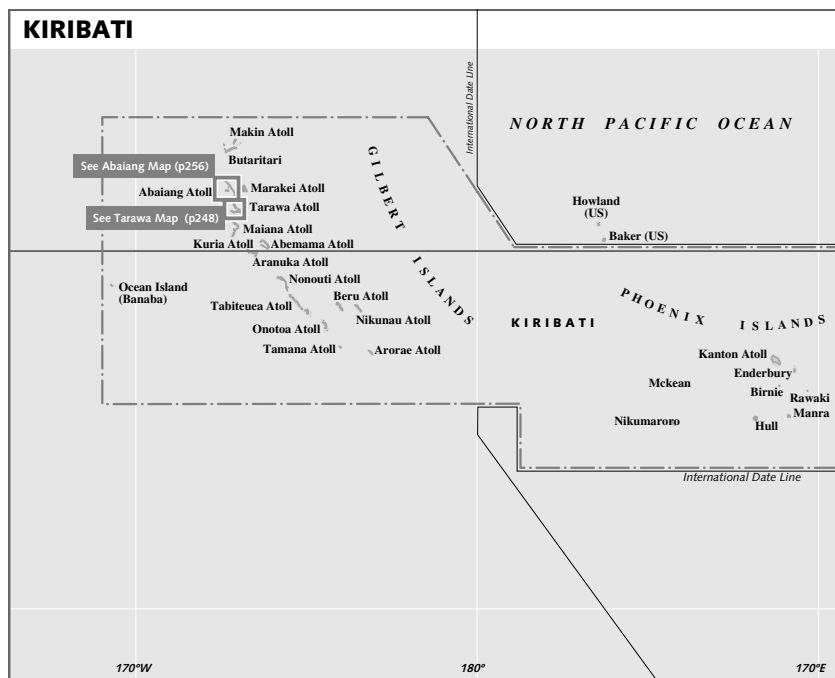 KIRIBATI
International Date Line
NORTH PACIFIC OCEAN
Makin Atoll
Butaritari
See Abaiang Map (p256)
Abaiang Atoll
Marakei Atoll
Tarawa Atoll
See Tarawa Map (p248)
Maiana Atoll
Kuria Atoll
Abemama Atoll
Aranuka Atoll
GILBERT ISLANDS
Howland
(US)
Baker (US)
Nonouti Atoll
Ocean Island
(Banaba)
Beru Atoll
Tabiteuea Atoll
Nikunau Atoll
Onotoa Atoll
Tamana Atoll
Arorae Atoll
KIRIBATI
PHOENIX ISLANDS
Kanton Atoll
Enderbury
Mckean
Birnie
Rawaki
Manra
Nikumaroro
Hull
International Date Line
170°W
180°
170°E